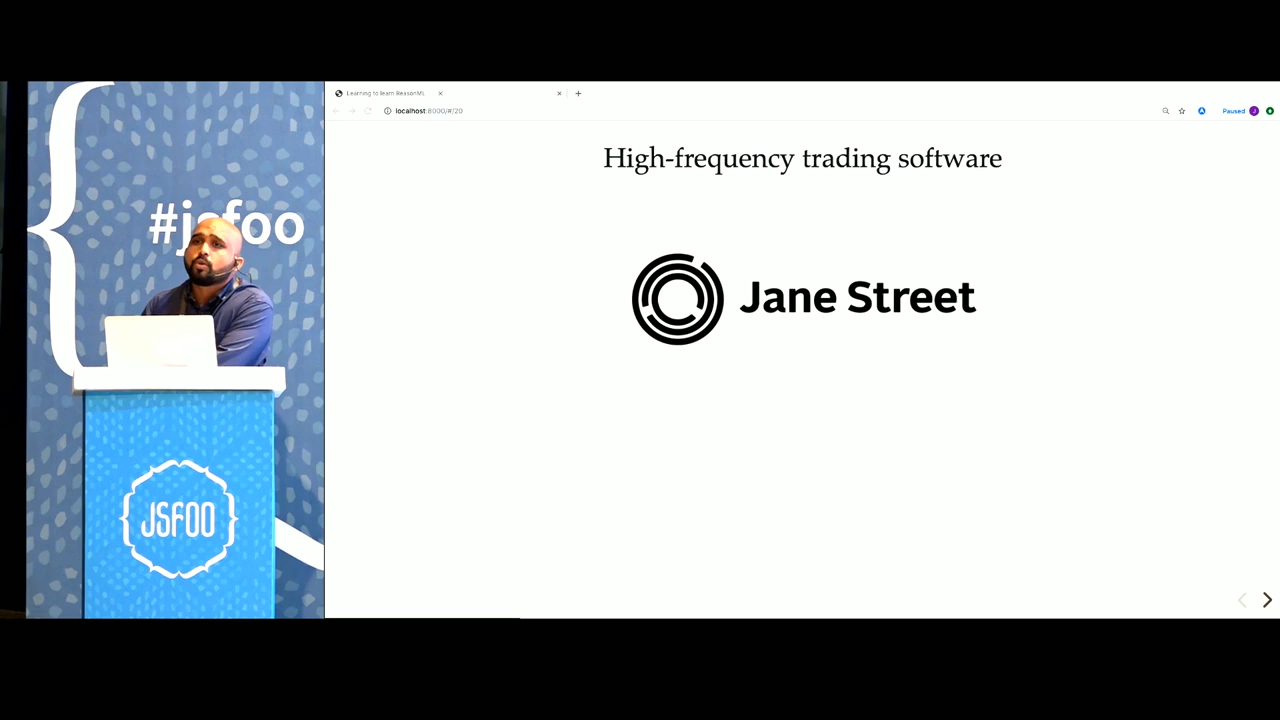 #jsfoo
JSFOO
Learning to learn ReasonML
localhost:8000/#/20
Paused
J
High-frequency trading software
Jane Street